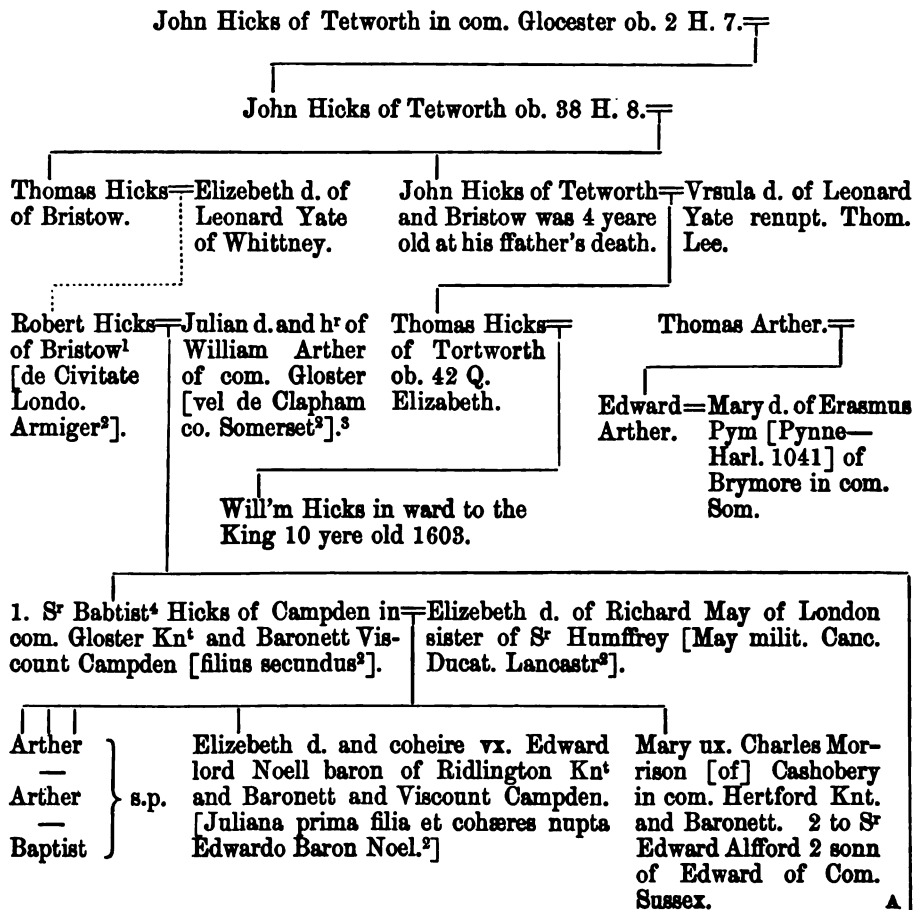 John Hicks of Tetworth in com. Glocester ob. 2 H. 7.
John Hicks of Tetworth ob. 38 H. 8.
Thomas Hicks
of Bristow.
Elizebeth d. of
Leonard Yate
of Whittney.
John Hicks of Tetworth
and Bristow was 4 yeare
old at his ffather's death.
Vrsula d. of Leonard
Yate renupt. Thom.
Lee.
Robert Hicks
of Bristow¹
[de Civitate
Londo.
Armiger²].
Julian d. and hʳ of
William Arther
of com. Gloster
[vel de Clapham
co. Somerset²].³
Thomas Hicks
of Tortworth
ob. 42 Q.
Elizabeth.
Thomas Arther.
Edward
Arther.
Mary d. of Erasmus
Pym [Pynne—
Harl. 1041] of
Brymore in com.
Som.
Will'm Hicks in ward to the
King 10 yere old 1603.
1. Sʳ Babtist⁴ Hicks of Campden in
com. Gloster Knᵗ and Baronett Vis-
count Campden [filius secundus²].
Elizebeth d. of Richard May of London
sister of Sʳ Humffrey [May milit. Canc.
Ducat. Lancastr²].
Arther
—
Arther
—
Baptist
s.p.
Elizebeth d. and coheire vx. Edward
lord Noell baron of Ridlington Knᵗ
and Baronett and Viscount Campden.
[Juliana prima filia et cohæres nupta
Edwardo Baron Noel.²]
Mary ux. Charles Mor-
rison [of] Cashobery
in com. Hertford Knt.
and Baronett. 2 to Sʳ
Edward Alfford 2 sonn
of Edward of Com.
Sussex.
A